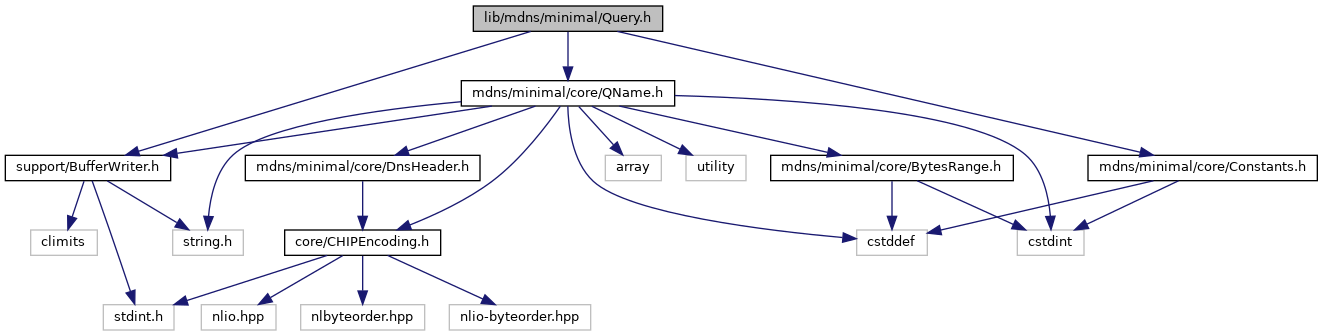 lib/mdns/minimal/Query.h
mdns/minimal/core/QName.h
support/BufferWriter.h
mdns/minimal/core/DnsHeader.h
array
utility
mdns/minimal/core/BytesRange.h
mdns/minimal/core/Constants.h
climits
string.h
core/CHIPEncoding.h
cstddef
cstdint
stdint.h
nlio.hpp
nlbyteorder.hpp
nlio-byteorder.hpp